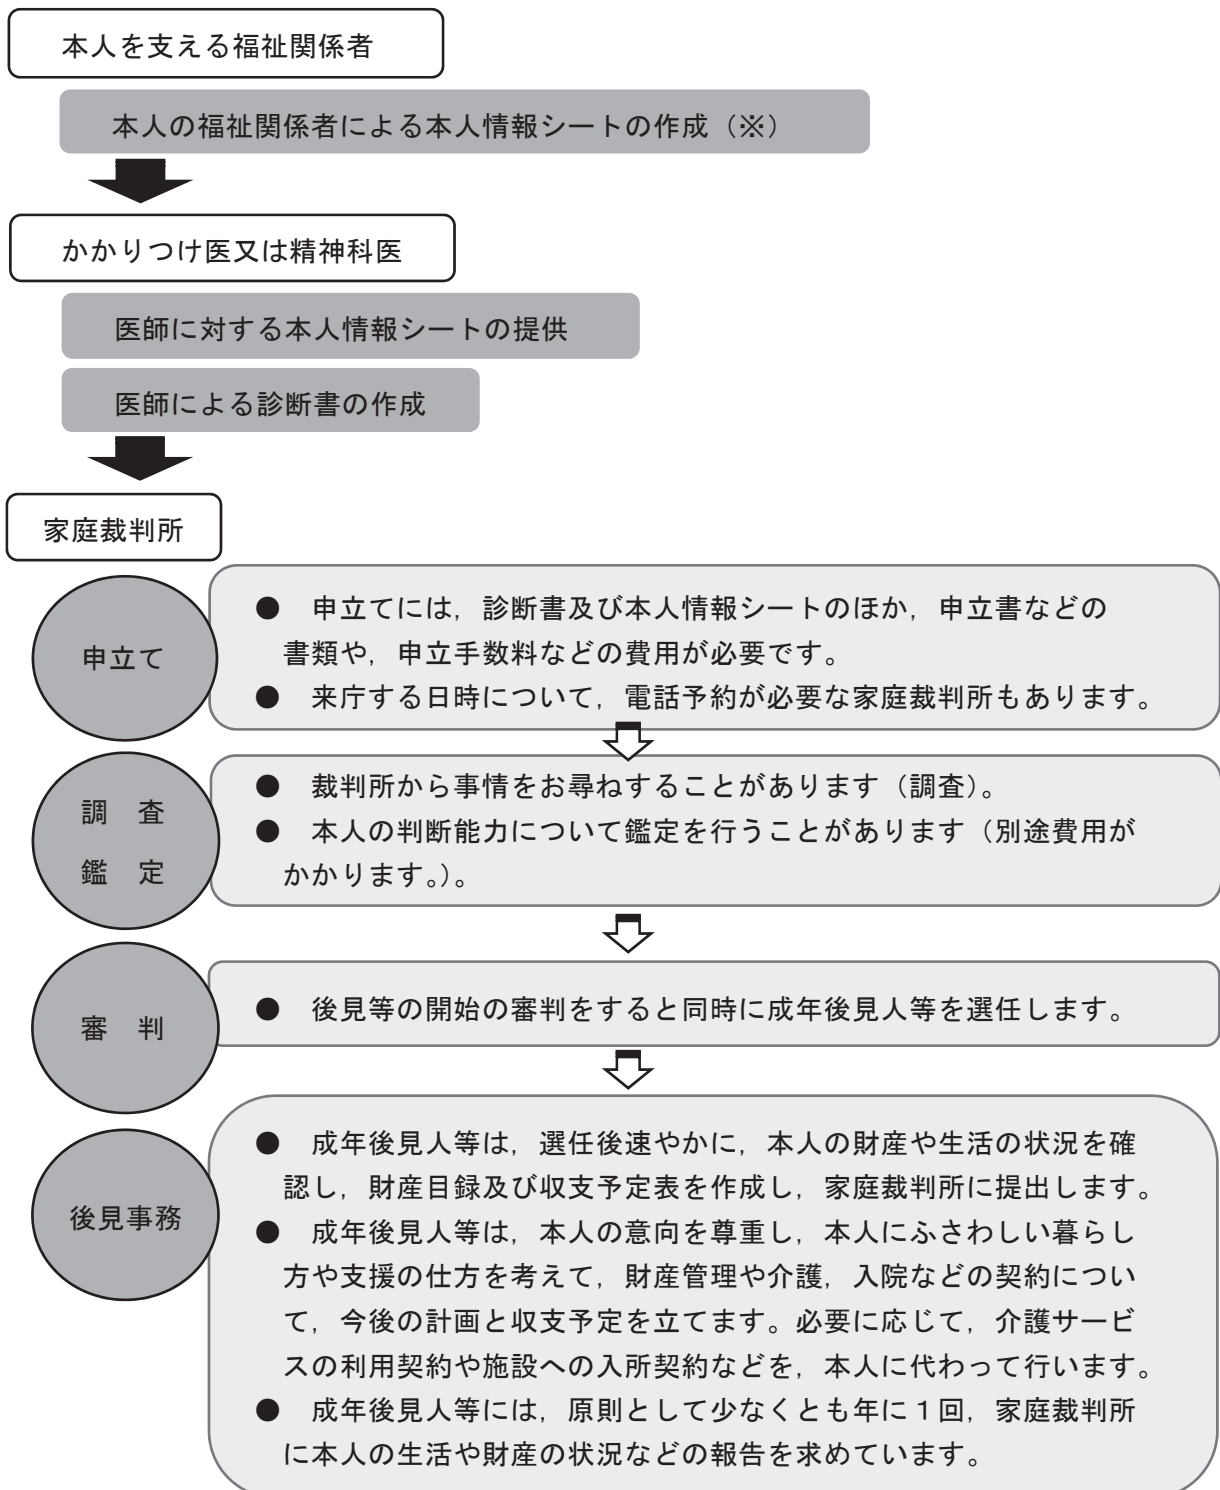 本人を支える福祉関係者
本人の福祉関係者による本人情報シートの作成（※）
かかりつけ医又は精神科医
医師に対する本人情報シートの提供
医師による診断書の作成
家庭裁判所
申立て
●　申立てには，診断書及び本人情報シートのほか，申立書などの
書類や，申立手数料などの費用が必要です。
●　来庁する日時について，電話予約が必要な家庭裁判所もあります。
調　査
鑑　定
●　裁判所から事情をお尋ねすることがあります（調査）。
●　本人の判断能力について鑑定を行うことがあります（別途費用が
かかります。）。
審　判
●　後見等の開始の審判をすると同時に成年後見人等を選任します。
後見事務
●　成年後見人等は，選任後速やかに，本人の財産や生活の状況を確
認し，財産目録及び収支予定表を作成し，家庭裁判所に提出します。
●　成年後見人等は，本人の意向を尊重し，本人にふさわしい暮らし
方や支援の仕方を考えて，財産管理や介護，入院などの契約につい
て，今後の計画と収支予定を立てます。必要に応じて，介護サービ
スの利用契約や施設への入所契約などを，本人に代わって行います。
●　成年後見人等には，原則として少なくとも年に１回，家庭裁判所
に本人の生活や財産の状況などの報告を求めています。